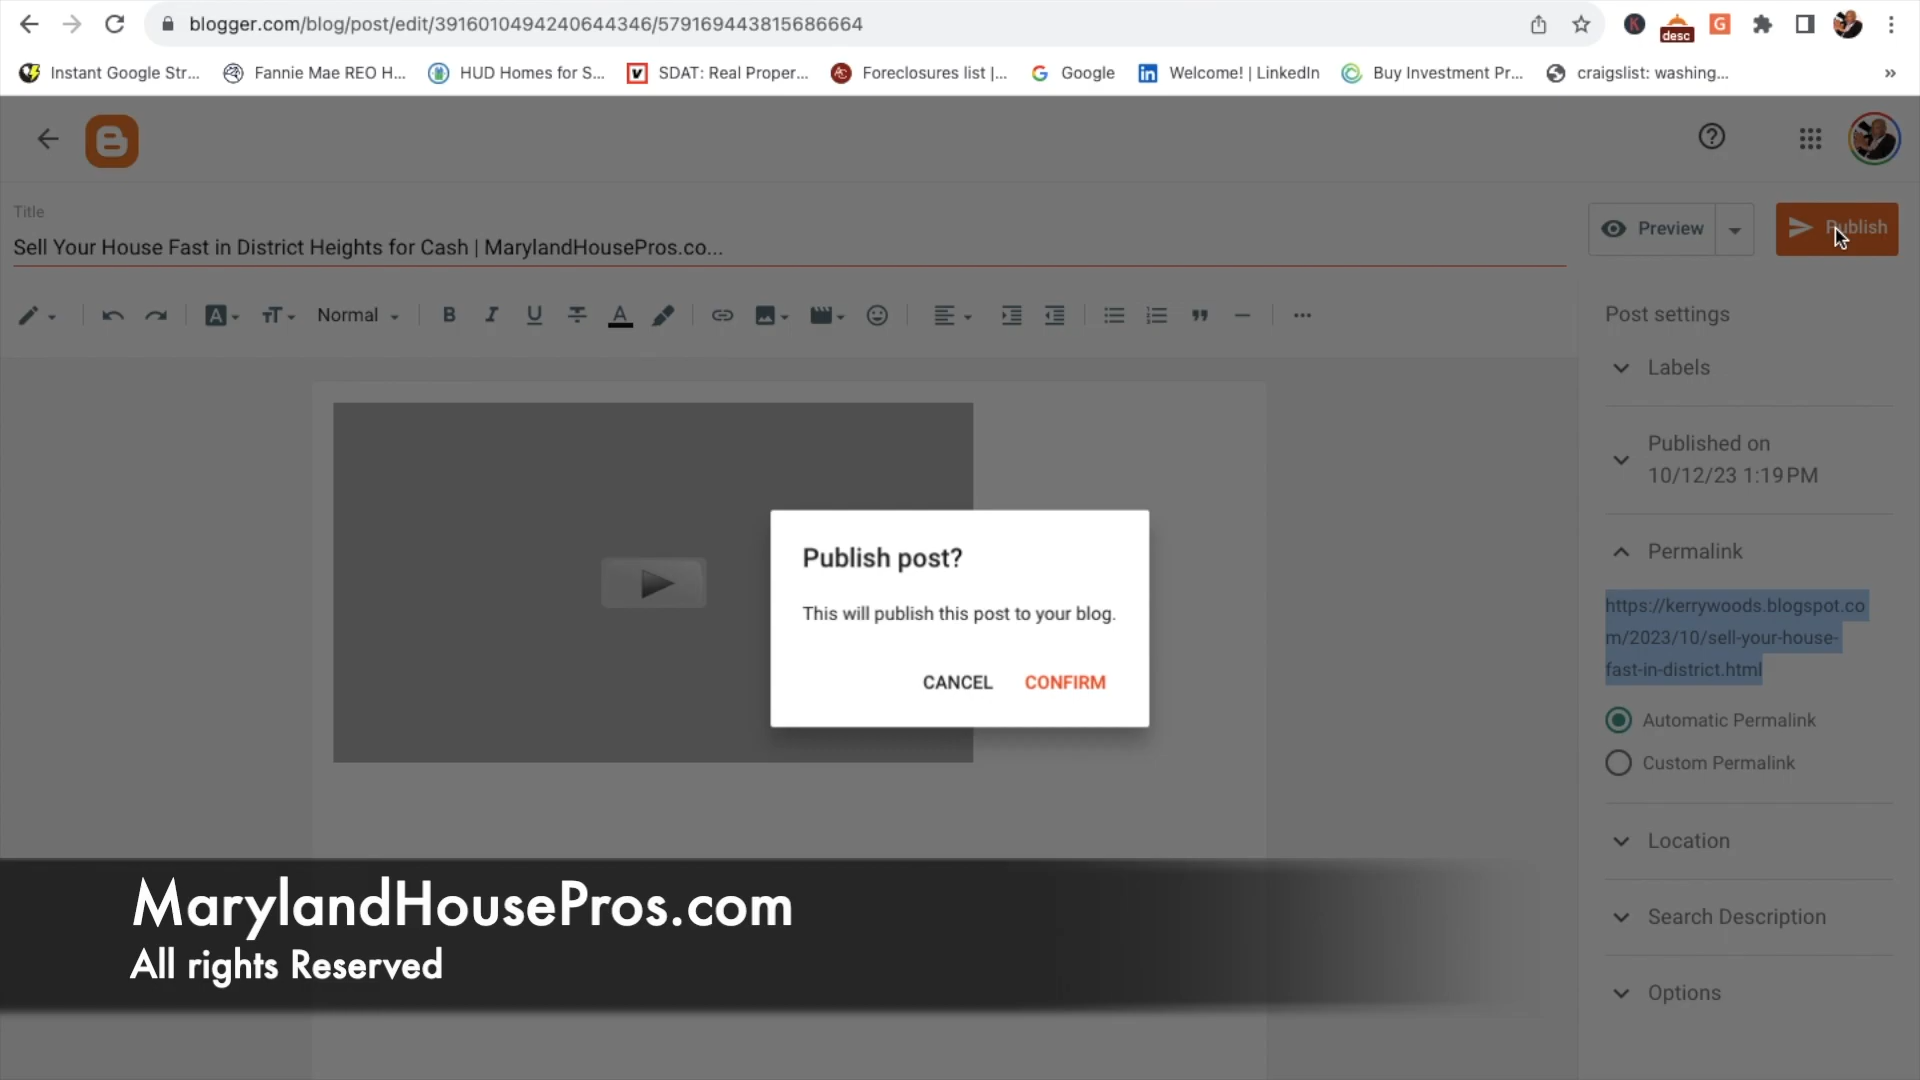 blogger.com/blog/post/edit/3916010494240644346/579169443815686664
desc
Instant Google Str...
Fannie Mae REO H...
HUD Homes for S...
SDAT: Real Proper...
Foreclosures list |...
Google
Welcome! | LinkedIn
Buy Investment Pr...
craigslist: washing...
Title
Sell Your House Fast in District Heights for Cash | MarylandHousePros.co...
Preview
Publish
Normal
Post settings
Labels
Published on
10/12/23 1:19 PM
Permalink
https://kerrywoods.blogspot.co
m/2023/10/sell-your-house-
fast-in-district.html
Automatic Permalink
Custom Permalink
Location
Search Description
Options
Publish post?
This will publish this post to your blog.
CANCEL
CONFIRM
MarylandHousePros.com
All rights Reserved